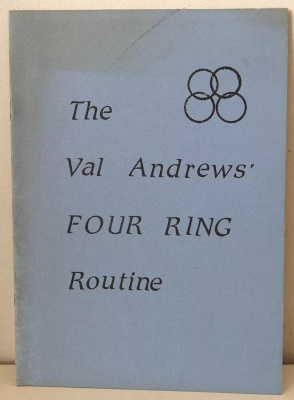 The
Val Andrews'
FOUR RING
Routine